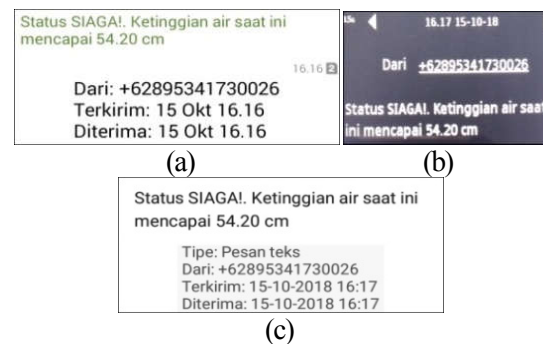 Status SIAGA!. Ketinggian air saat ini
mencapai 54.20 cm
16.16 2
Dari: +62895341730026
Terkirim: 15 Okt 16.16
Diterima: 15 Okt 16.16
(a)
16.17 15-10-18
Dari +62895341730026
Status SIAGA!. Ketinggian air saat
ini mencapai 54.20 cm
(b)
Status SIAGA!. Ketinggian air saat ini
mencapai 54.20 cm
Tipe: Pesan teks
Dari: +62895341730026
Terkirim: 15-10-2018 16:17
Diterima: 15-10-2018 16:17
(c)